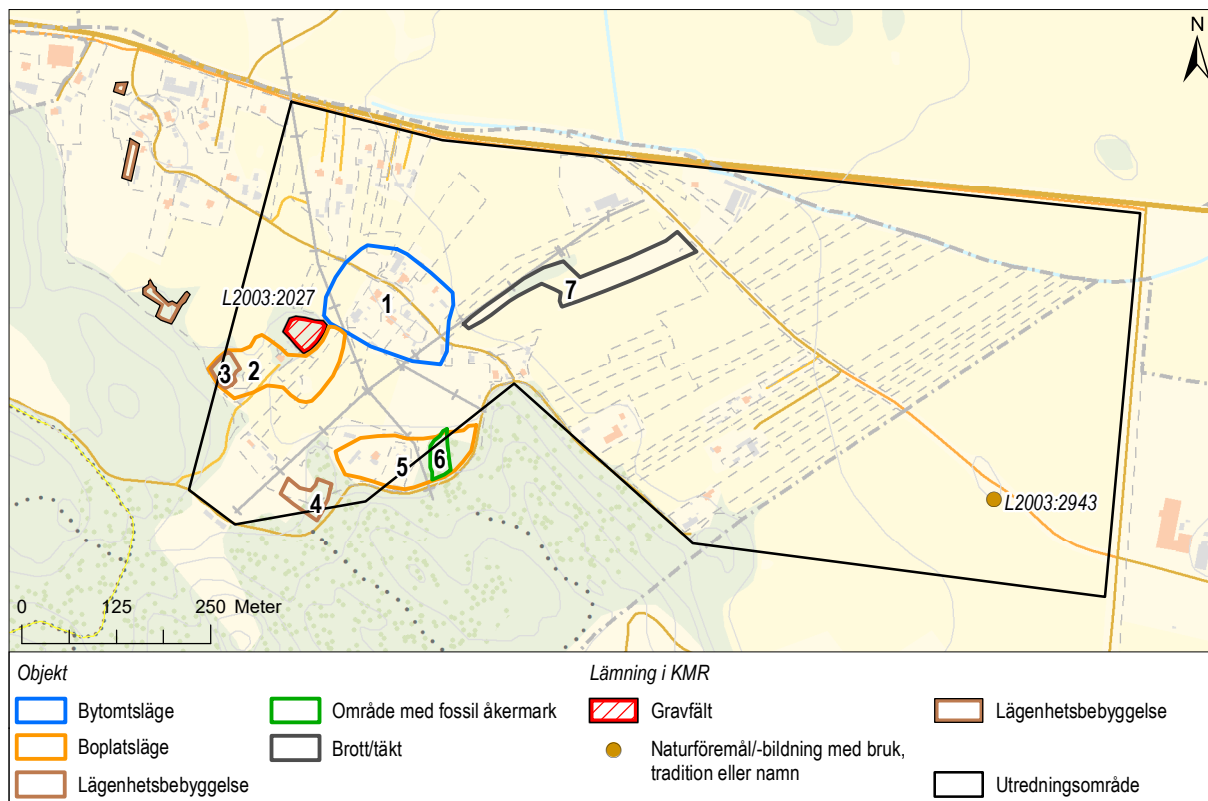 N
L2003:2027
1
7
3
2
5
6
4
L2003:2943
0 125 250 Meter
Objekt
Bytomtsläge
Boplatsläge
Lägenhetsbebyggelse
Område med fossil åkermark
Brott/täkt
Lämning i KMR
Gravfält
Naturföremål/-bildning med bruk,
tradition eller namn
Lägenhetsbebyggelse
Utredningsområde